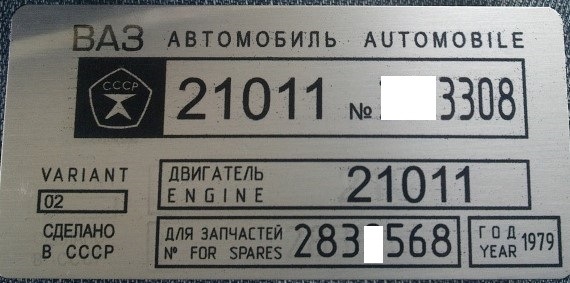 ВАЗ АВТОМОБИЛЬ AUTOMOBILE
СССР
21011 № 3308
VARIANT
02
ДВИГАТЕЛЬ
ENGINE
21011
СДЕЛАНО
В СССР
ДЛЯ ЗАПЧАСТЕЙ
№ FOR SPARES
283 568
ГОД
YEAR 1979